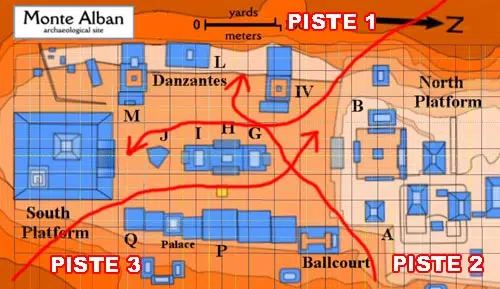 Monte Alban
archaeological site
yards
0
meters
PISTE 1
Z
L
Danzantes
IV
M
North
Platform
B
J
I
H
G
South
Platform
Q
Palace
P
A
Ballcourt
PISTE 3
PISTE 2